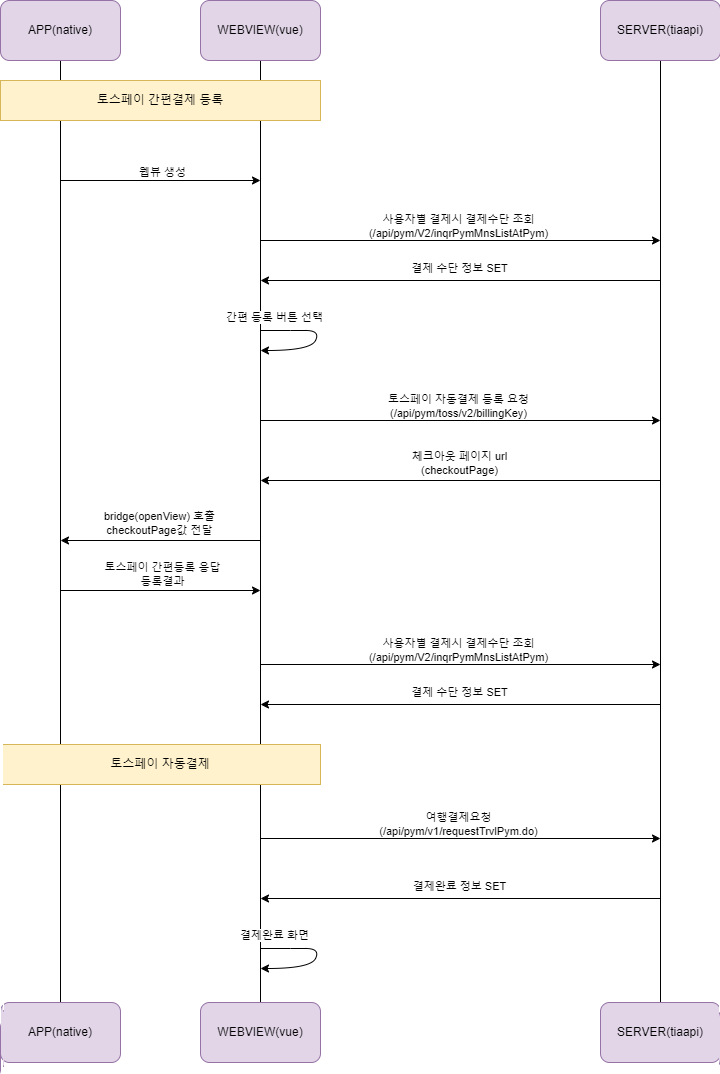 APP(native)
WEBVIEW(vue)
SERVER(tiaapi)
토스페이 간편결제 등록
웹뷰 생성
사용자별 결제시 결제수단 조회
(/api/pym/V2/inqrPymMnsListAtPym)
결제 수단 정보 SET
간편 등록 버튼 선택
토스페이 자동결제 등록 요청
(/api/pym/toss/v2/billingKey)
체크아웃 페이지 url
(checkoutPage)
bridge(openView) 호출
checkoutPage값 전달
토스페이 간편등록 응답
등록결과
사용자별 결제시 결제수단 조회
(/api/pym/V2/inqrPymMnsListAtPym)
결제 수단 정보 SET
토스페이 자동결제
여행결제요청
(/api/pym/v1/requestTrvlPym.do)
결제완료 정보 SET
결제완료 화면
APP(native)
WEBVIEW(vue)
SERVER(tiaapi)